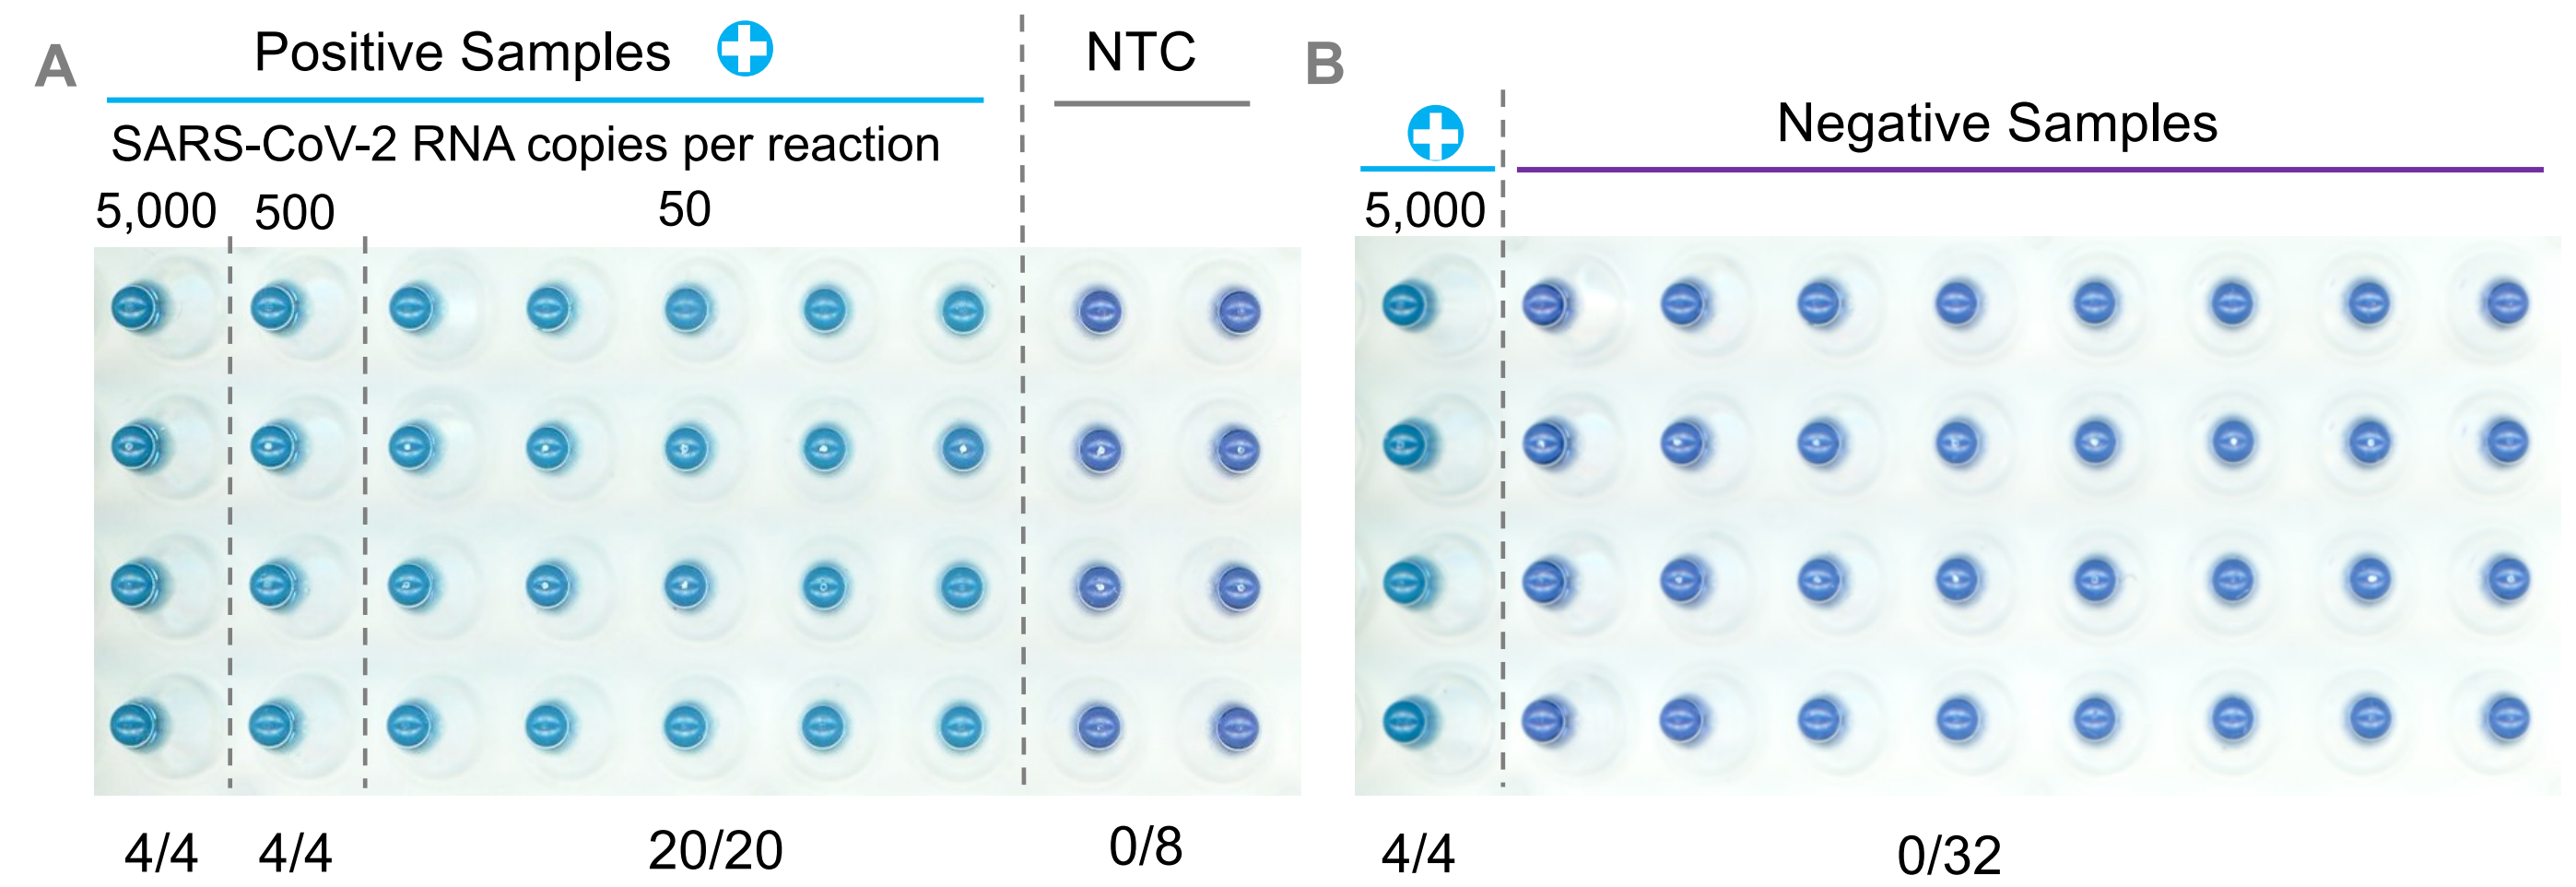 A
Positive Samples
NTC
SARS-CoV-2 RNA copies per reaction
5,000 500 50
4/4 4/4 20/20 0/8
B
Negative Samples
5,000
4/4 0/32